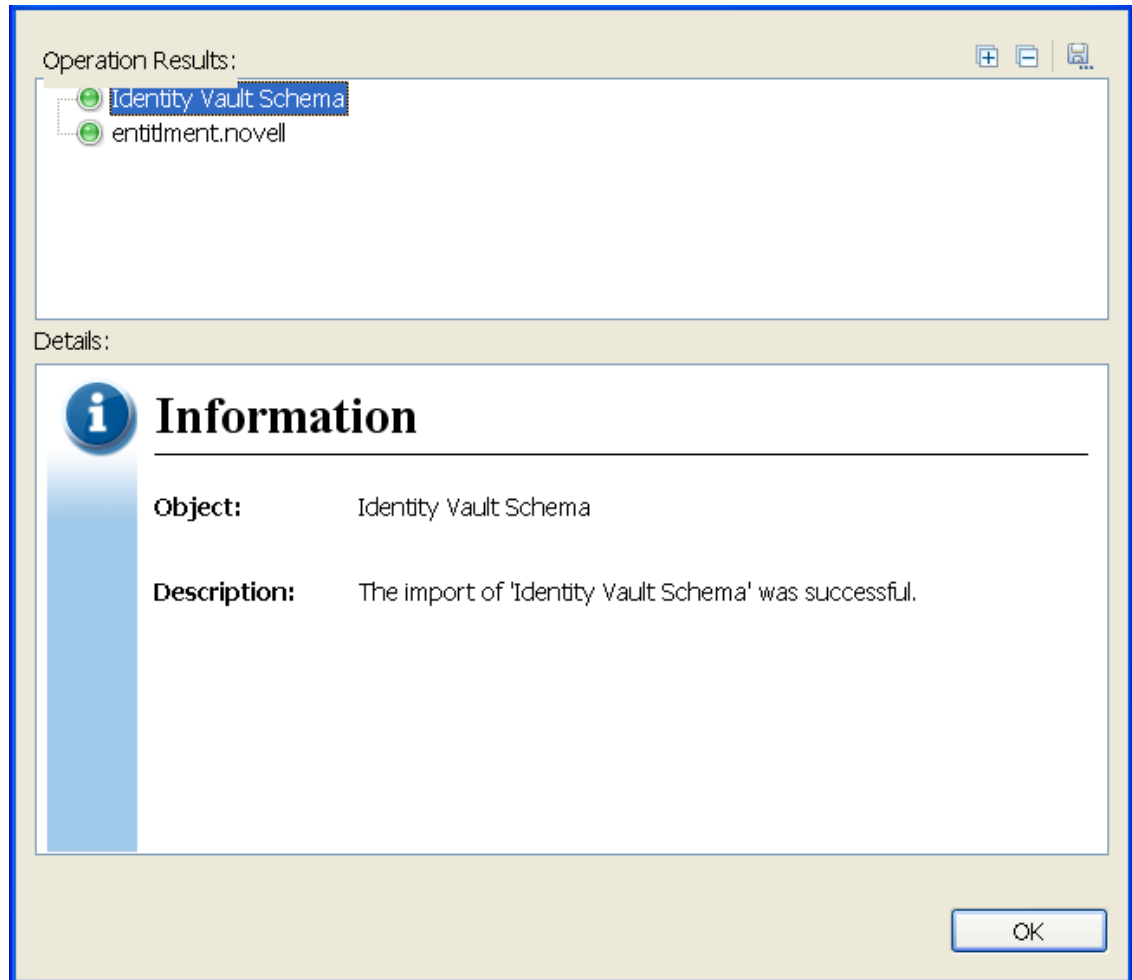 Operation Results:
Identity Vault Schema
entitlment.novell
Details:
Information
Object: Identity Vault Schema
Description: The import of 'Identity Vault Schema' was successful.
OK